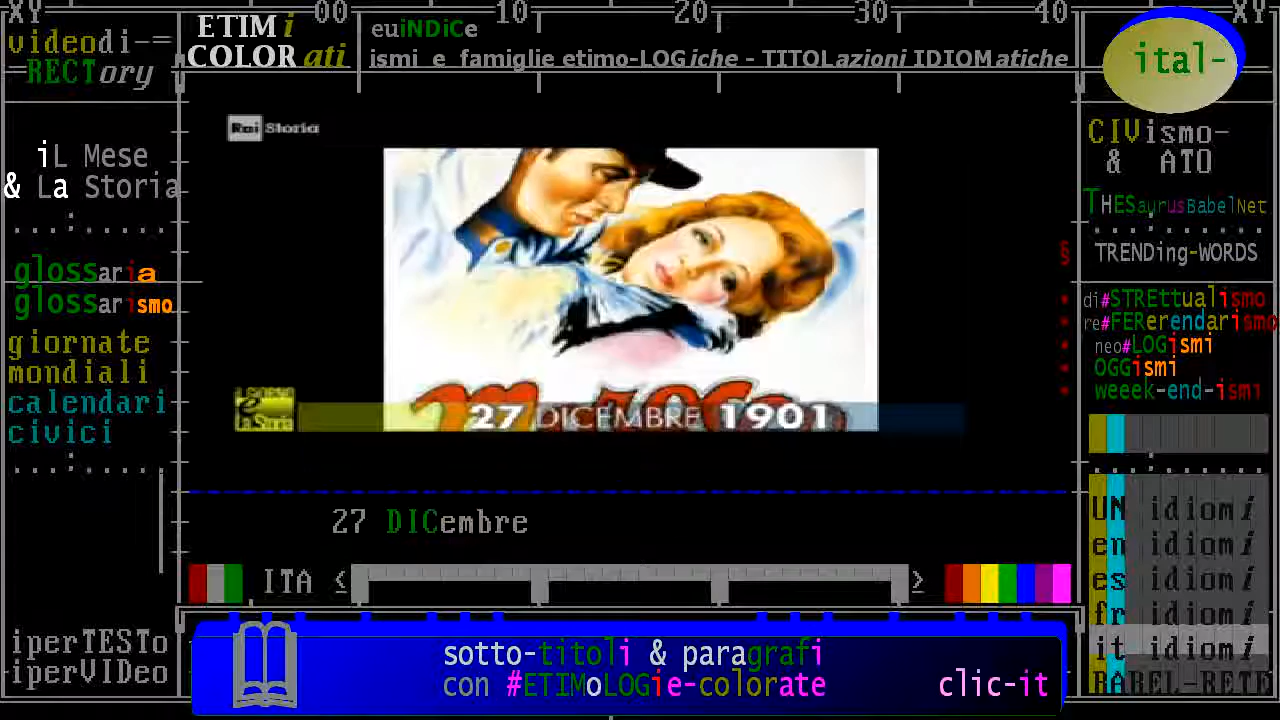 XY 00 10 20 30 40 XY
videodi-=
=RECTory
ETIMi
COLORati
euiNDiCe
ismi e famiglie etimo-LOGiche - TITOLazioni IDIOMatiche
ital-
iL Mese
& La Storia
glossaria
glossarismo
giornate
mondiali
calendari
civici
iperTESTo
iperVIDeo
Rai Storia
27 DICEMBRE 1901
27 DICembre
ITA < >
sotto-titoli & paragrafi
con #ETIMoLOGie-colorate
clic-it
CIVismo-
& ATO
THESaurusBabelNet
TRENDing-WORDS
§
di#STREttualismo
re#FERerendarismo
neo#LOGismi
OGGismi
weeek-end-ismi
UN idiomi
en idiomi
es idiomi
fr idiomi
it idiomi